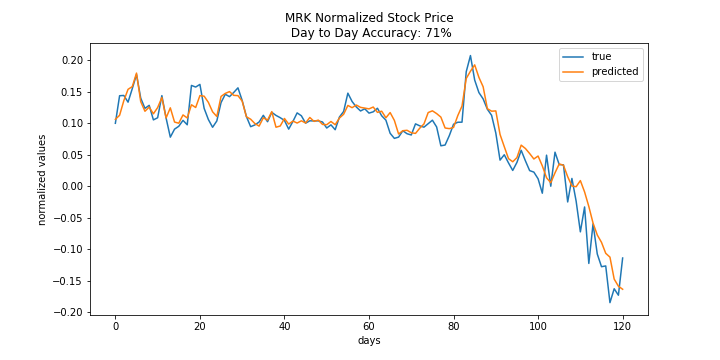 MRK Normalized Stock Price
Day to Day Accuracy: 71%
true
predicted
normalized values
0.20
0.15
0.10
0.05
0.00
−0.05
−0.10
−0.15
−0.20
0
20
40
60
80
100
120
days